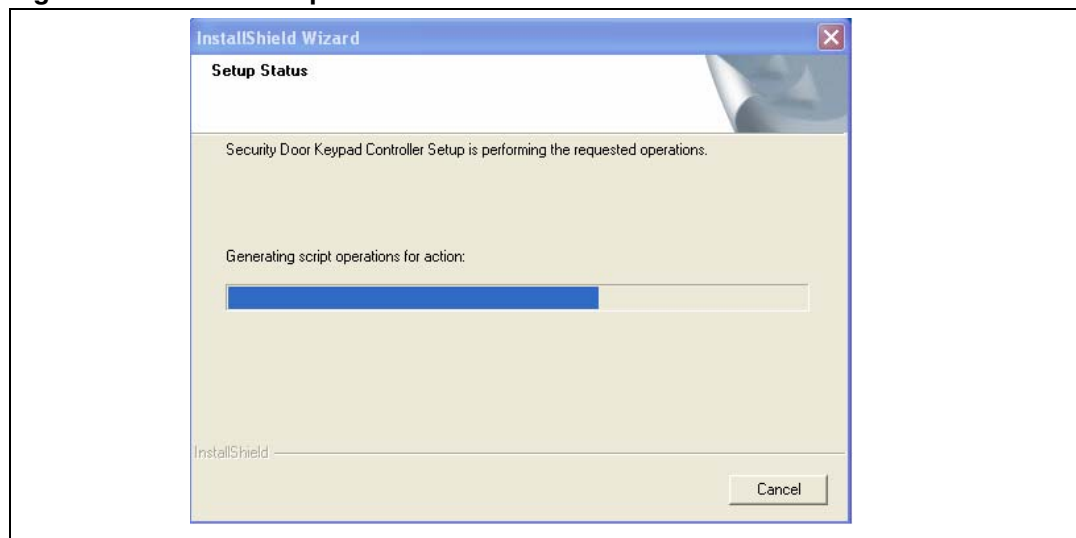 InstallShield Wizard
Setup Status
Security Door Keypad Controller Setup is performing the requested operations.
Generating script operations for action:
InstallShield
Cancel